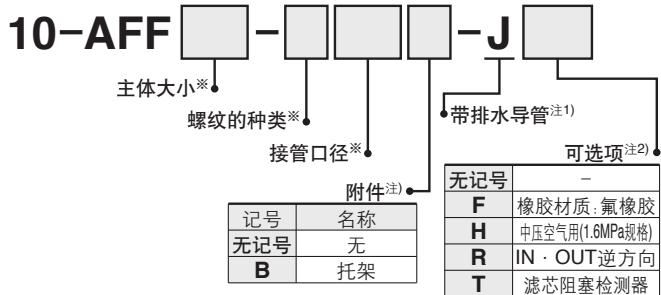 10-AFF - - J
主体大小※
螺纹的种类※
接管口径※
附件注)
记号 名称
无记号 无
B 托架
带排水导管注1)
可选项注2)
无记号 -
F 橡胶材质:氟橡胶
H 中压空气用(1.6MPa规格)
R IN・OUT逆方向
T 滤芯阻塞检测器